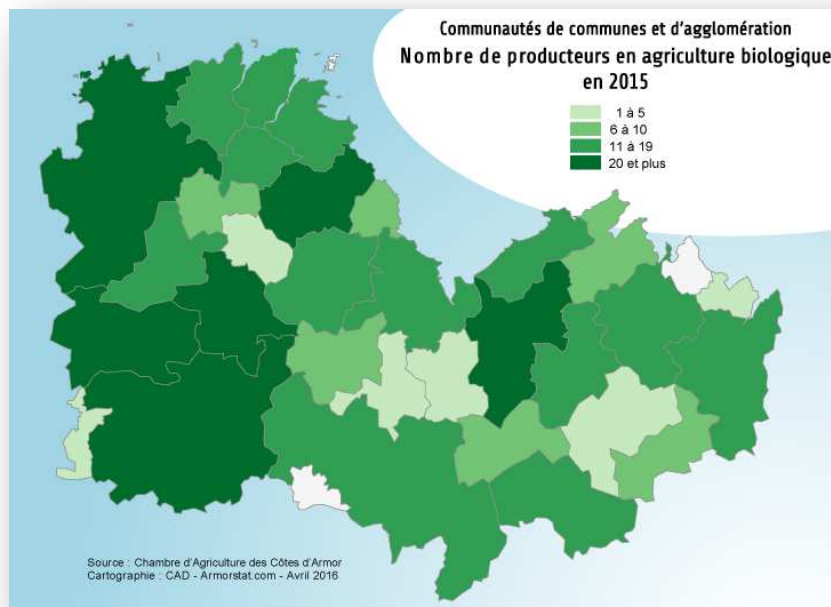 Communautés de communes et d'agglomération
Nombre de producteurs en agriculture biologique
en 2015
1 à 5
6 à 10
11 à 19
20 et plus
Source : Chambre d'Agriculture des Côtes d'Armor
Cartographie : CAD - Armorstat.com - Avril 2016